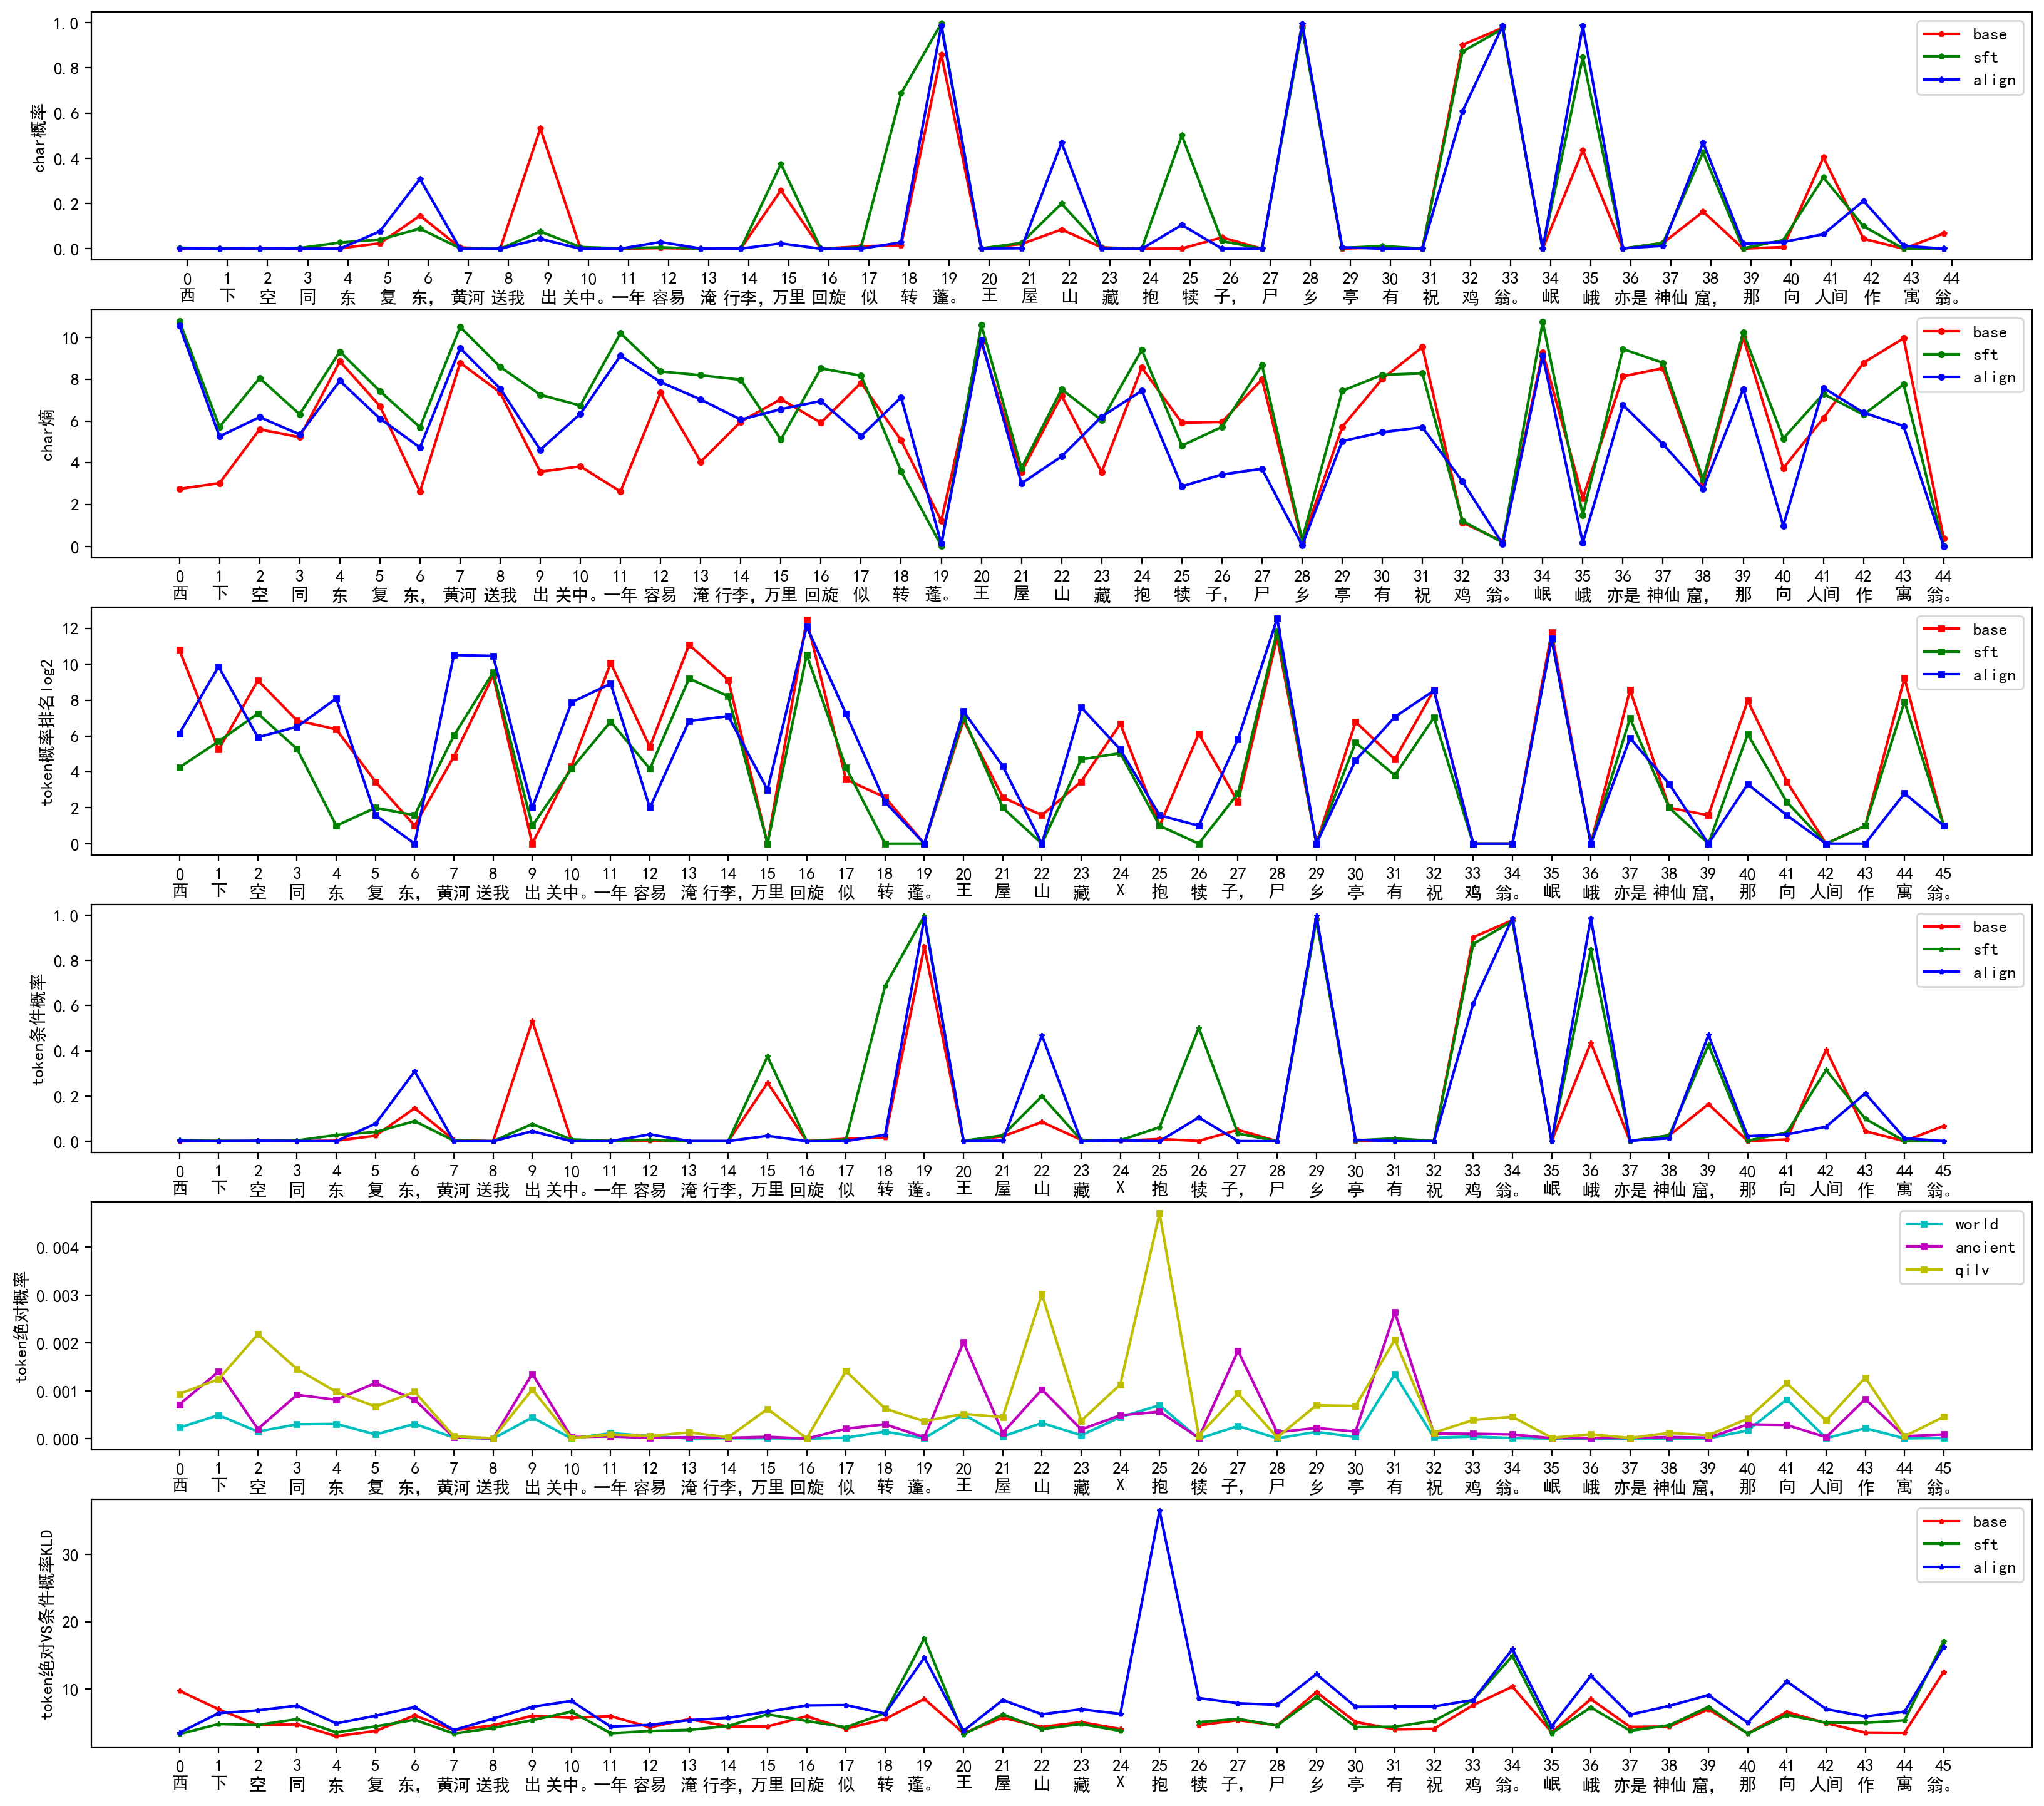 char概率
1.0
0.8
0.6
0.4
0.2
0.0
base
sft
align
0 1 2 3 4 5 6 7 8 9 10 11 12 13 14 15 16 17 18 19 20 21 22 23 24 25 26 27 28 29 30 31 32 33 34 35 36 37 38 39 40 41 42 43 44
西 下 空 同 东 复 东， 黄河 送我 出 关中。 一年 容易 淹 行李， 万里 回旋 似 转 蓬。 王 屋 山 藏 抱 犊 子， 尸 乡 亭 有 祝 鸡 翁。 岷 峨 亦是 神仙 窟， 那 向 人间 作 寓 翁。
char熵
10
8
6
4
2
0
base
sft
align
0 1 2 3 4 5 6 7 8 9 10 11 12 13 14 15 16 17 18 19 20 21 22 23 24 25 26 27 28 29 30 31 32 33 34 35 36 37 38 39 40 41 42 43 44
西 下 空 同 东 复 东， 黄河 送我 出 关中。 一年 容易 淹 行李， 万里 回旋 似 转 蓬。 王 屋 山 藏 抱 犊 子， 尸 乡 亭 有 祝 鸡 翁。 岷 峨 亦是 神仙 窟， 那 向 人间 作 寓 翁。
token概率排名log2
12
10
8
6
4
2
0
base
sft
align
0 1 2 3 4 5 6 7 8 9 10 11 12 13 14 15 16 17 18 19 20 21 22 23 24 25 26 27 28 29 30 31 32 33 34 35 36 37 38 39 40 41 42 43 44 45
西 下 空 同 东 复 东， 黄河 送我 出 关中。 一年 容易 淹 行李， 万里 回旋 似 转 蓬。 王 屋 山 藏 X 抱 犊 子， 尸 乡 亭 有 祝 鸡 翁。 岷 峨 亦是 神仙 窟， 那 向 人间 作 寓 翁。
token条件概率
1.0
0.8
0.6
0.4
0.2
0.0
base
sft
align
0 1 2 3 4 5 6 7 8 9 10 11 12 13 14 15 16 17 18 19 20 21 22 23 24 25 26 27 28 29 30 31 32 33 34 35 36 37 38 39 40 41 42 43 44 45
西 下 空 同 东 复 东， 黄河 送我 出 关中。 一年 容易 淹 行李， 万里 回旋 似 转 蓬。 王 屋 山 藏 X 抱 犊 子， 尸 乡 亭 有 祝 鸡 翁。 岷 峨 亦是 神仙 窟， 那 向 人间 作 寓 翁。
token绝对概率
0.004
0.003
0.002
0.001
0.000
world
ancient
qilv
0 1 2 3 4 5 6 7 8 9 10 11 12 13 14 15 16 17 18 19 20 21 22 23 24 25 26 27 28 29 30 31 32 33 34 35 36 37 38 39 40 41 42 43 44 45
西 下 空 同 东 复 东， 黄河 送我 出 关中。 一年 容易 淹 行李， 万里 回旋 似 转 蓬。 王 屋 山 藏 X 抱 犊 子， 尸 乡 亭 有 祝 鸡 翁。 岷 峨 亦是 神仙 窟， 那 向 人间 作 寓 翁。
token绝对VS条件概率KLD
30
20
10
base
sft
align
0 1 2 3 4 5 6 7 8 9 10 11 12 13 14 15 16 17 18 19 20 21 22 23 24 25 26 27 28 29 30 31 32 33 34 35 36 37 38 39 40 41 42 43 44 45
西 下 空 同 东 复 东， 黄河 送我 出 关中。 一年 容易 淹 行李， 万里 回旋 似 转 蓬。 王 屋 山 藏 X 抱 犊 子， 尸 乡 亭 有 祝 鸡 翁。 岷 峨 亦是 神仙 窟， 那 向 人间 作 寓 翁。